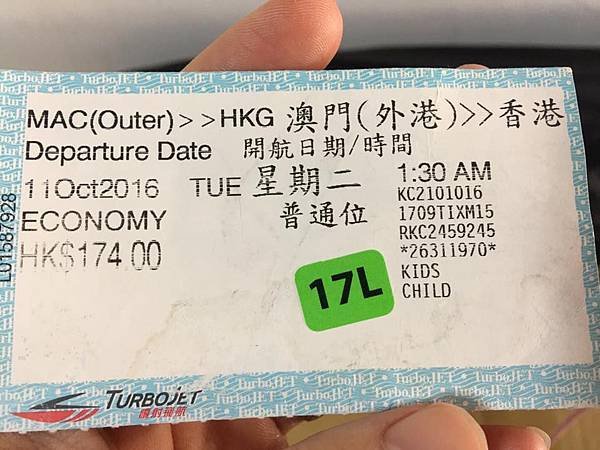 MAC(Outer)>>HKG 澳門(外港)>>香港
Departure Date 開航日期/時間
11Oct2016 TUE 星期二 1:30 AM
ECONOMY 普通位
HK$174.00
KC2101016
1709TIXM15
RKC2459245
*26311970*
KIDS
CHILD
17L
L01587928
TURBOJET
噴射飛航